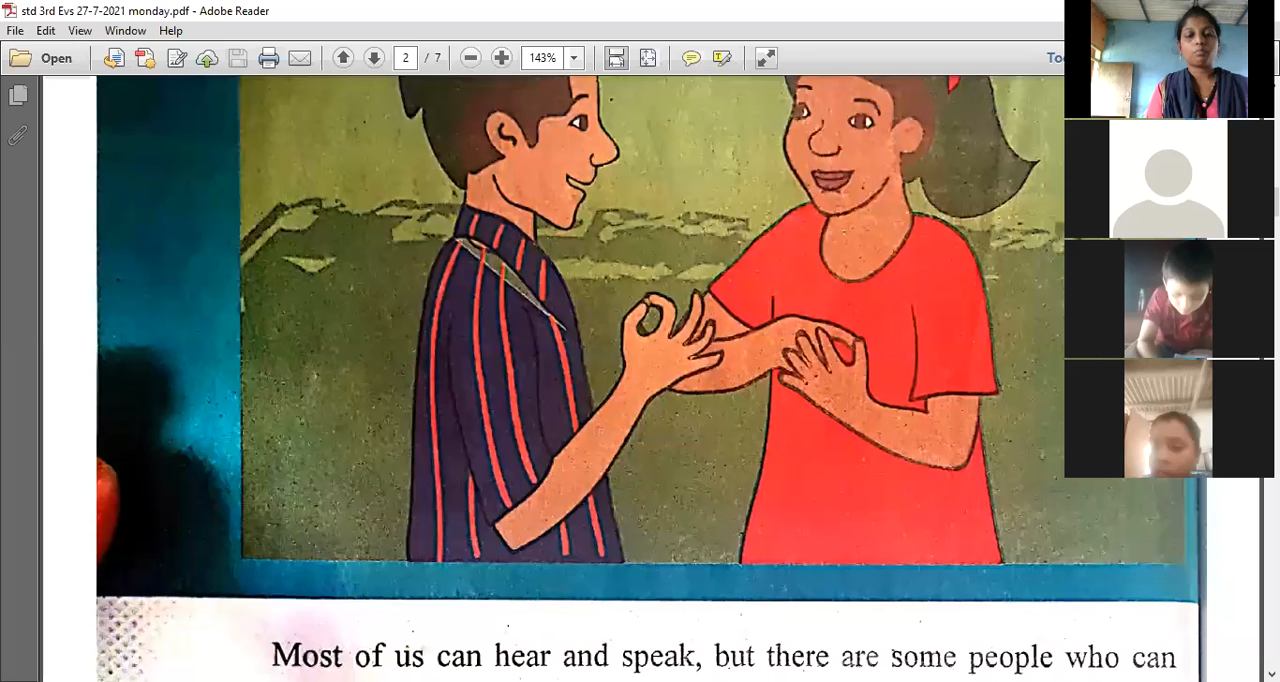 std 3rd Evs 27-7-2021 monday.pdf - Adobe Reader
File Edit View Window Help
Open 2 / 7 143%
Most of us can hear and speak, but there are some people who can